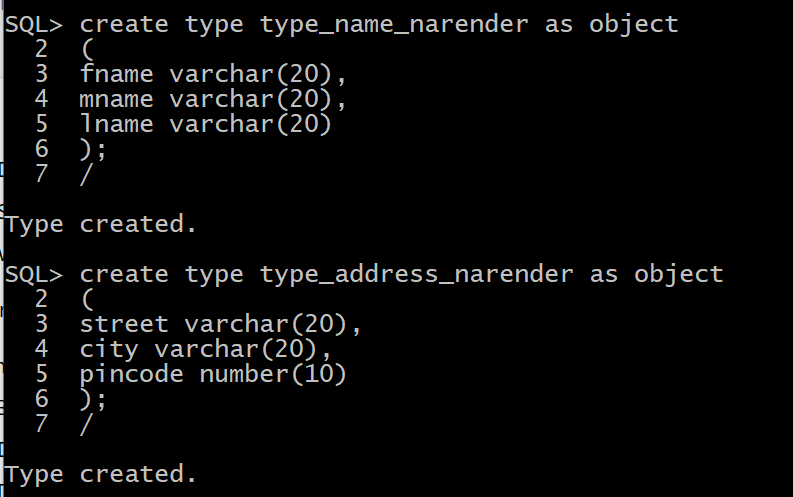 SQL> create type type_name_narender as object
2 (
3 fname varchar(20),
4 mname varchar(20),
5 lname varchar(20)
6 );
7 /
Type created.
SQL> create type type_address_narender as object
2 (
3 street varchar(20),
4 city varchar(20),
5 pincode number(10)
6 );
7 /
Type created.